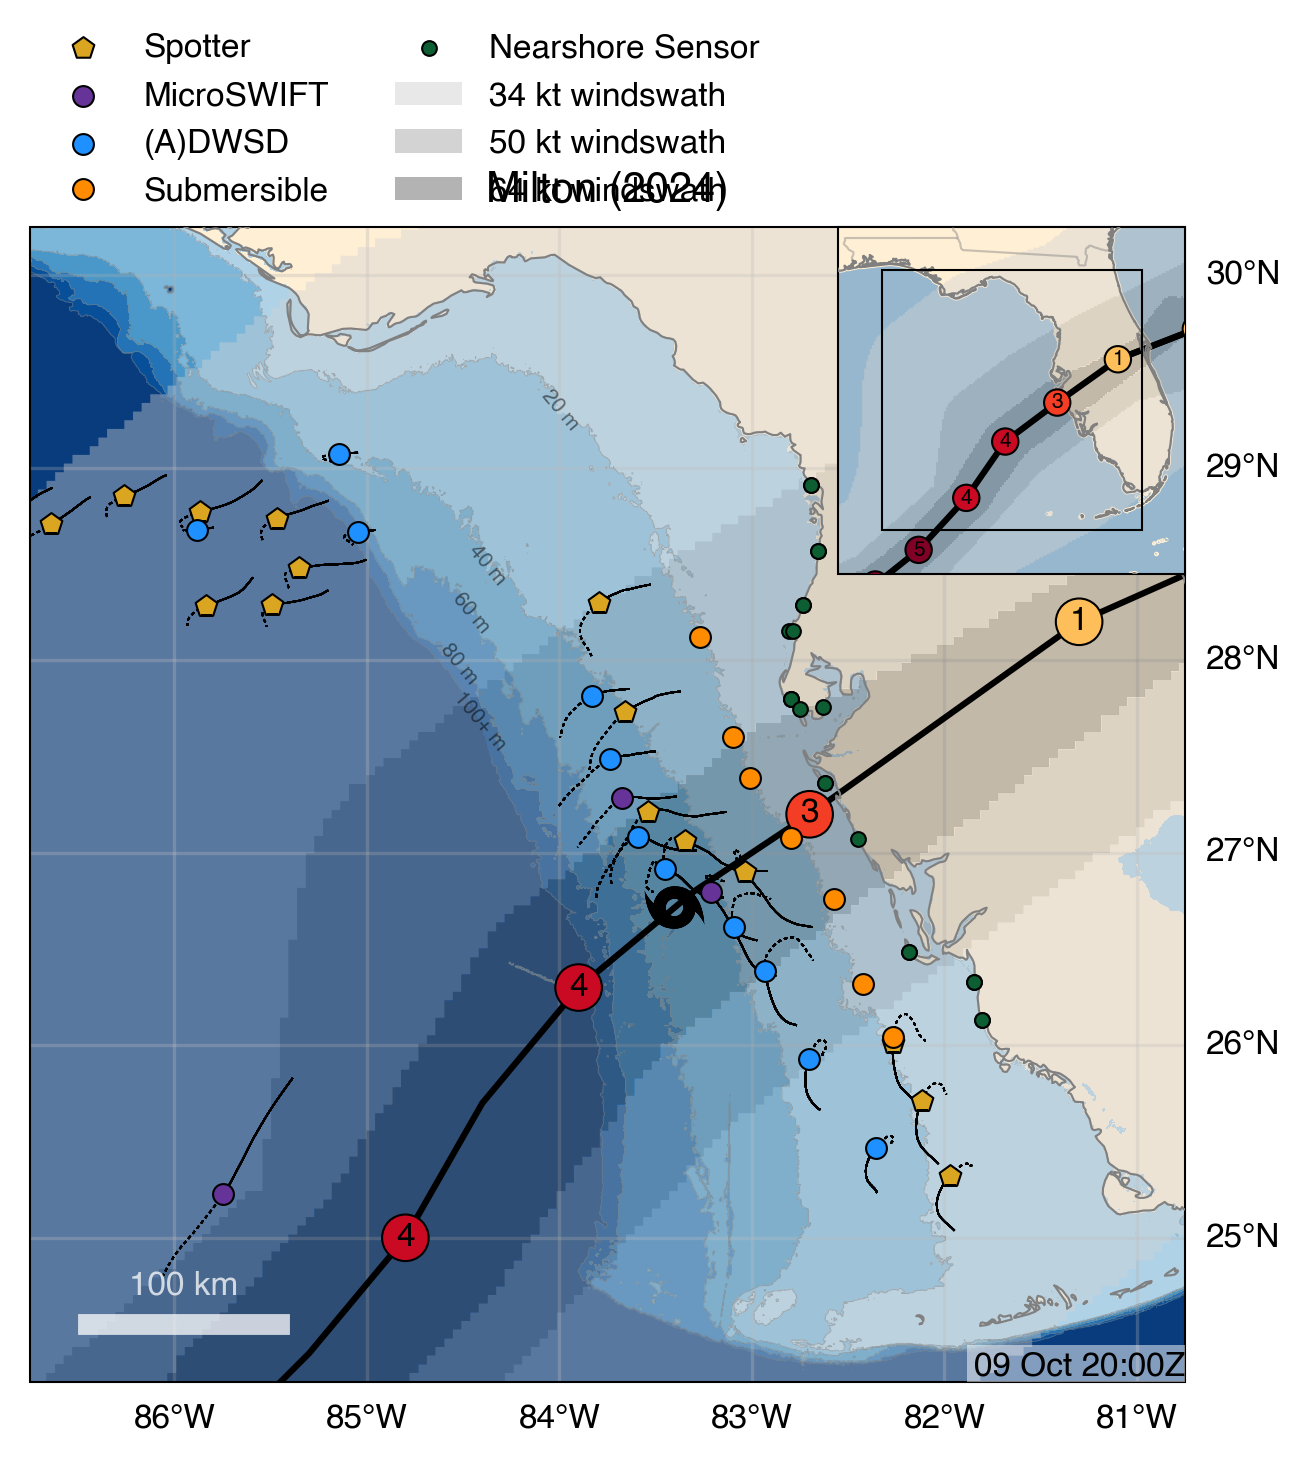 Spotter
MicroSWIFT
(A)DWSD
Submersible
Nearshore Sensor
34 kt windswath
50 kt windswath
64 kt windswath
Milton (2024)
1
3
4
4
5
30°N
29°N
28°N
27°N
26°N
25°N
20 m
40 m
60 m
80 m
100+ m
1
3
4
4
100 km
09 Oct 20:00Z
86°W
85°W
84°W
83°W
82°W
81°W